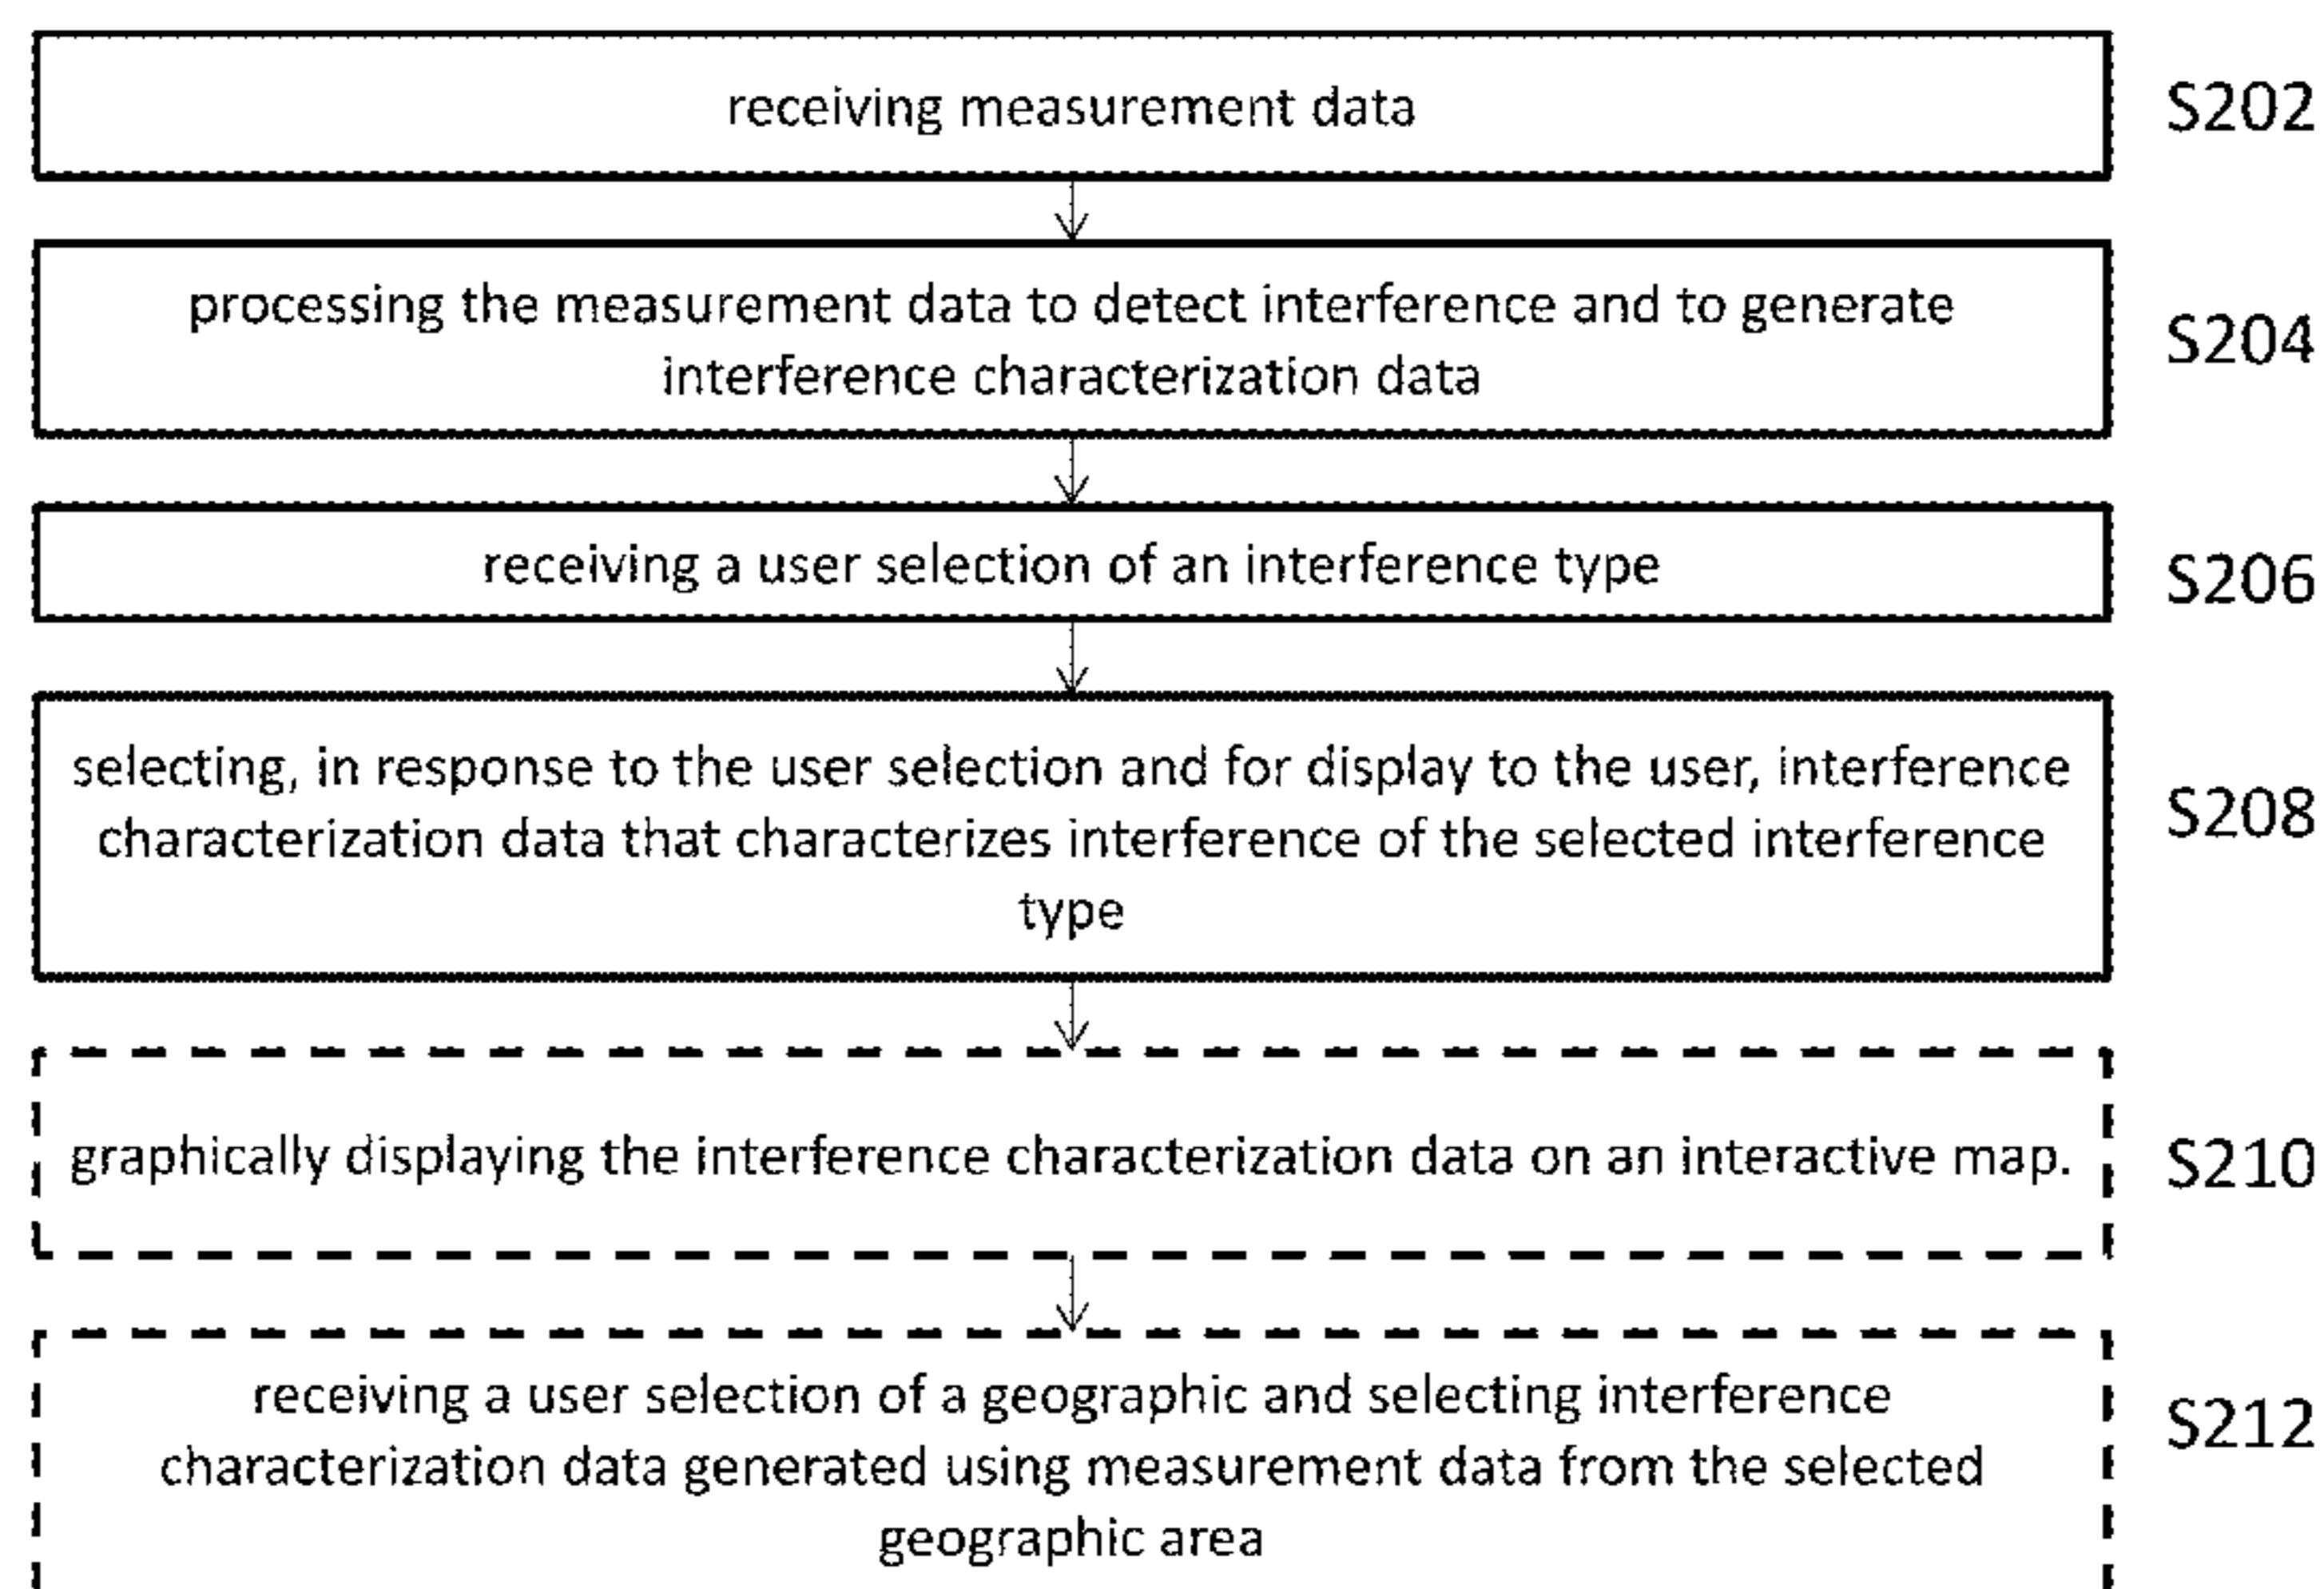 receiving measurement data
S202
processing the measurement data to detect interference and to generate
interference characterization data
S204
receiving a user selection of an interference type
S206
selecting, in response to the user selection and for display to the user, interference
characterization data that characterizes interference of the selected interference
type
S208
graphically displaying the interference characterization data on an interactive map.
S210
receiving a user selection of a geographic and selecting interference
characterization data generated using measurement data from the selected
geographic area
S212